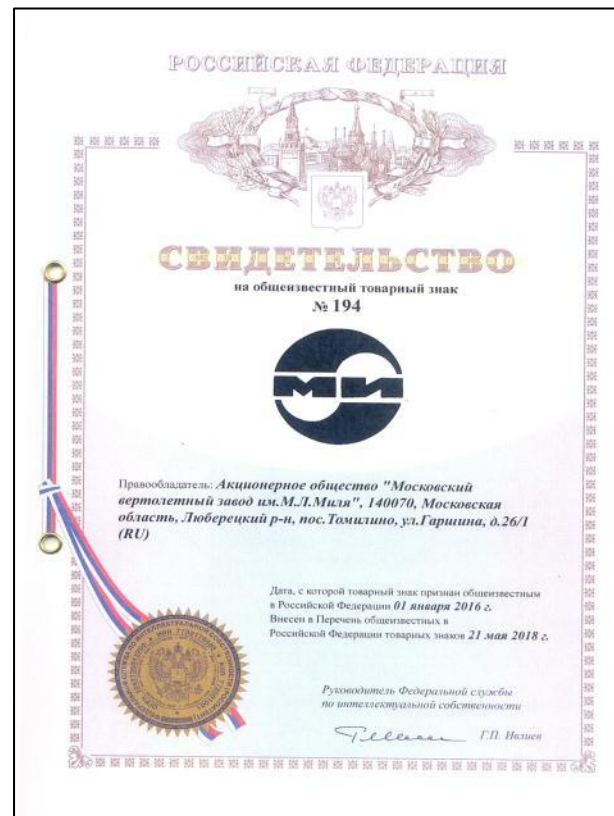 РОССИЙСКАЯ ФЕДЕРАЦИЯ
СВИДЕТЕЛЬСТВО
на общеизвестный товарный знак
№ 194
МИ
Правообладатель: Акционерное общество "Московский
вертолетный завод им.М.Л.Миля", 140070, Московская
область, Люберецкий р-н, пос.Томилино, ул.Гаршина, д.26/1
(RU)
Дата, с которой товарный знак признан общеизвестным
в Российской Федерации 01 января 2016 г.
Внесен в Перечень общеизвестных в
Российской Федерации товарных знаков 21 мая 2018 г.
Руководитель Федеральной службы
по интеллектуальной собственности
Г.П. Ивлиев